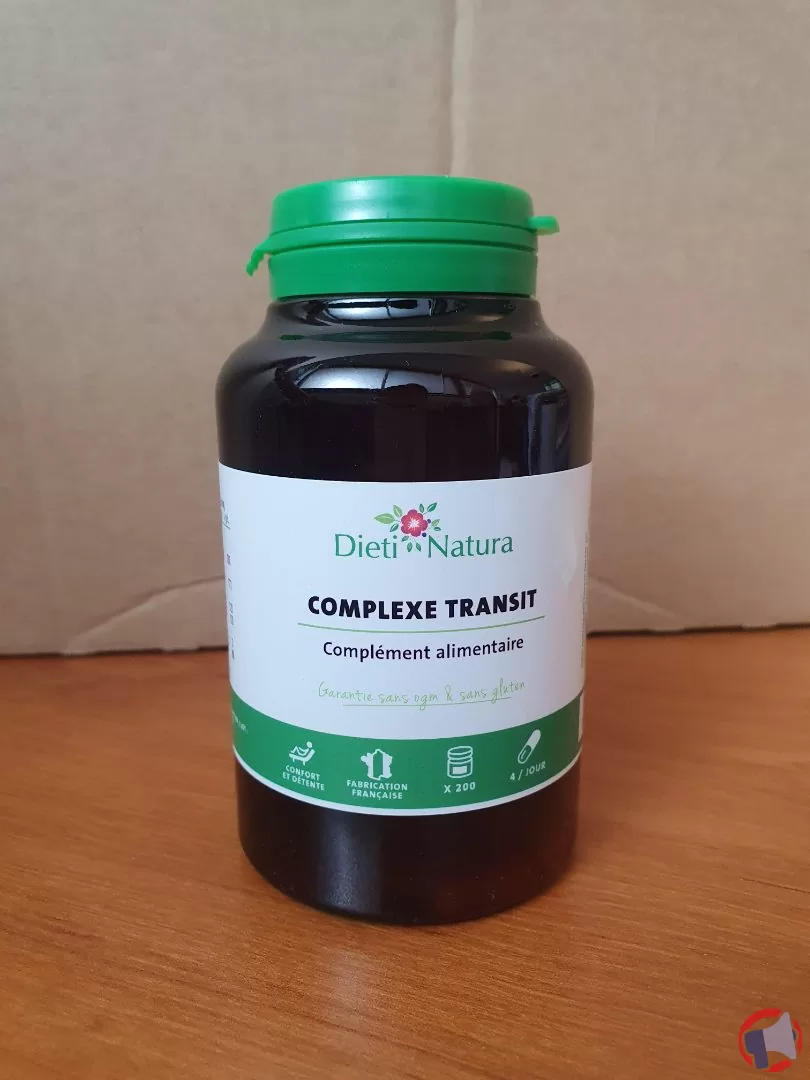 Dieti Natura
COMPLEXE TRANSIT
Complément alimentaire
Garantie sans ogm & sans gluten
CONFORT
ET DÉTENTE
FABRICATION
FRANÇAISE
X 200
4 / JOUR